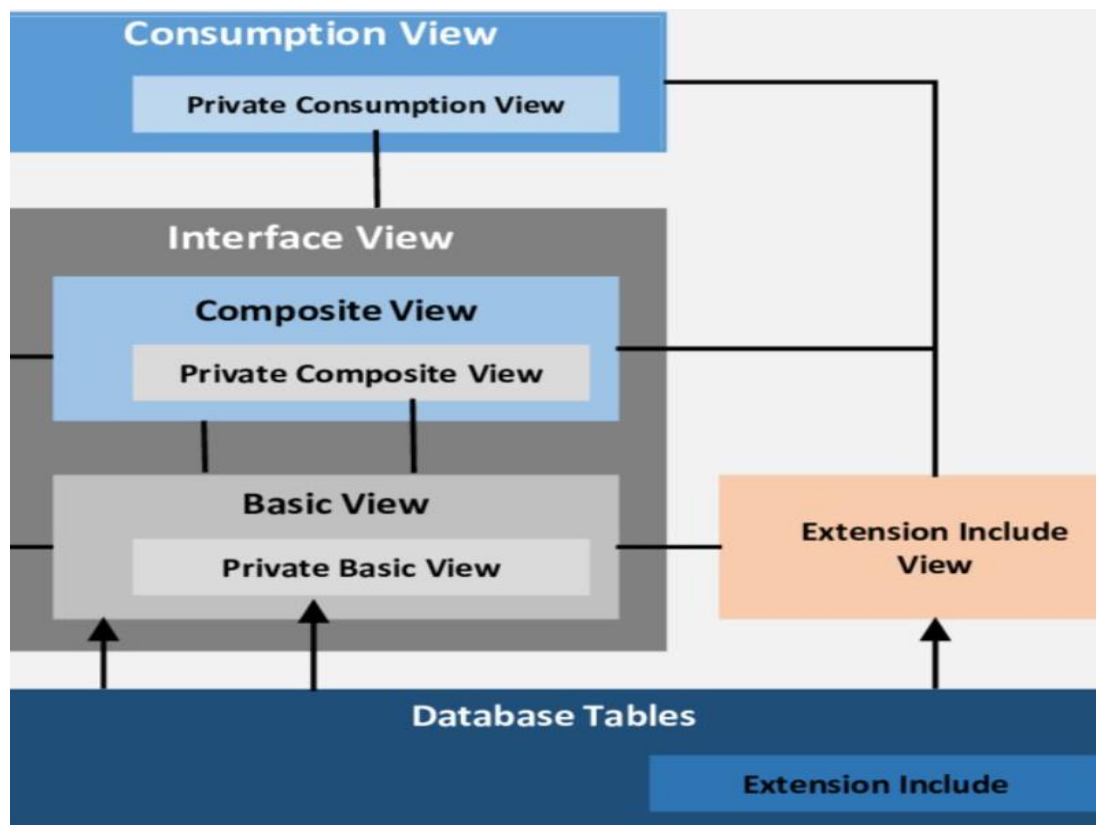 Consumption View
Private Consumption View
Interface View
Composite View
Private Composite View
Basic View
Private Basic View
Extension Include
View
Database Tables
Extension Include